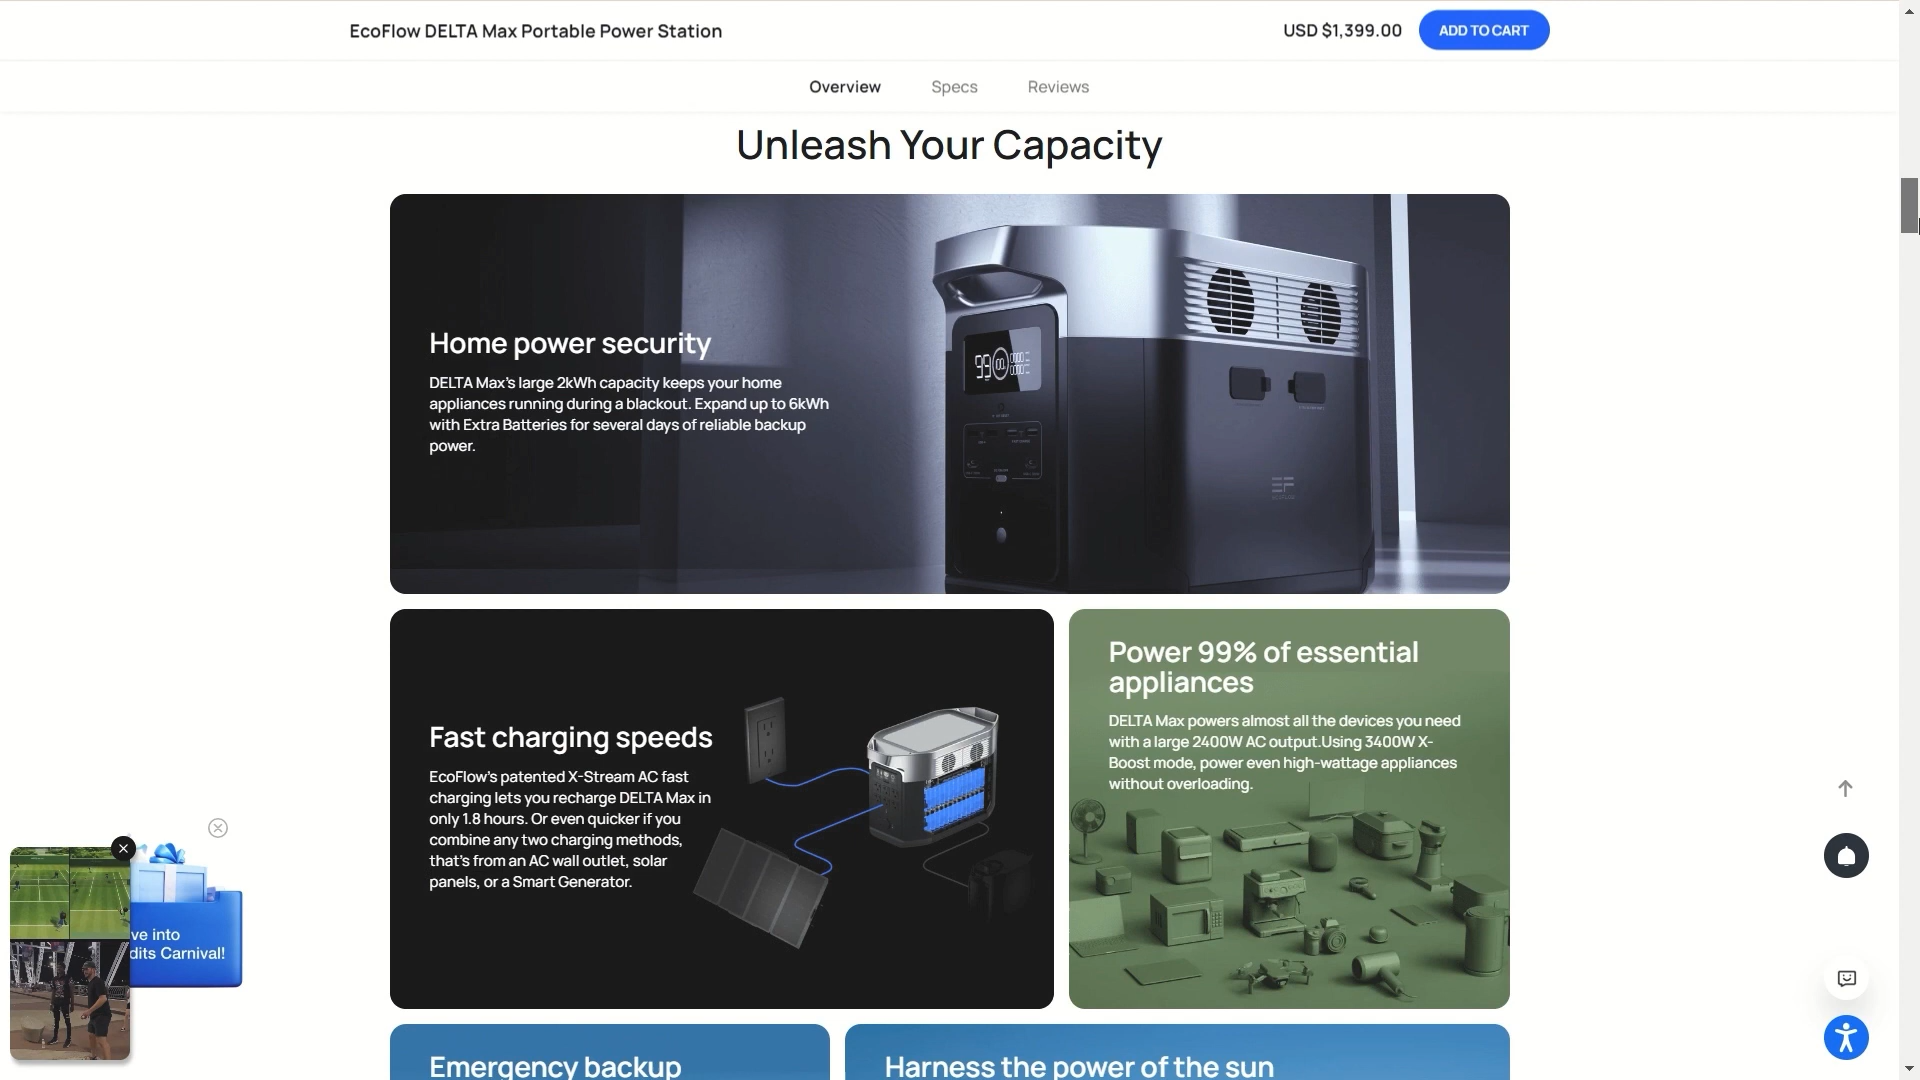 EcoFlow DELTA Max Portable Power Station
USD $1,399.00
ADD TO CART
Overview
Specs
Reviews
Unleash Your Capacity
Home power security
DELTA Max's large 2kWh capacity keeps your home
appliances running during a blackout. Expand up to 6kWh
with Extra Batteries for several days of reliable backup
power.
99
Fast charging speeds
EcoFlow's patented X-Stream AC fast
charging lets you recharge DELTA Max in
only 1.8 hours. Or even quicker if you
combine any two charging methods,
that's from an AC wall outlet, solar
panels, or a Smart Generator.
Power 99% of essential
appliances
DELTA Max powers almost all the devices you need
with a large 2400W AC output.Using 3400W X-
Boost mode, power even high-wattage appliances
without overloading.
ve into
dits Carnival!
Emergency backup
Harness the power of the sun